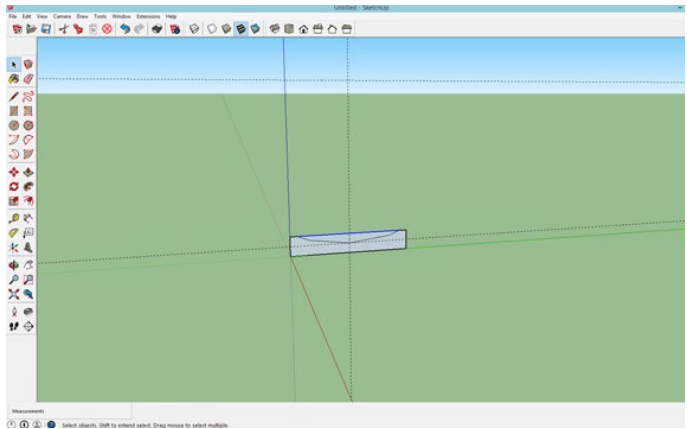 Untitled - SketchUp
File Edit View Camera Draw Tools Window Extensions Help
Measurements
Select objects. Shift to extend select. Drag mouse to select multiple.